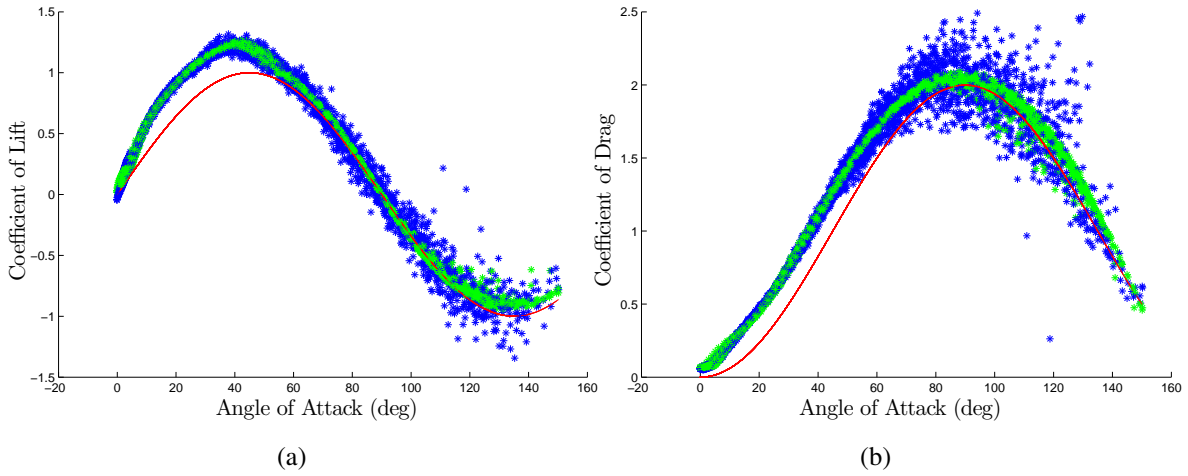 1.5
1
0.5
0
−0.5
−1
−1.5
−20 0 20 40 60 80 100 120 140 160
Coefficient of Lift
Angle of Attack (deg)
(a)
2.5
2
1.5
1
0.5
0
−20 0 20 40 60 80 100 120 140 160
Coefficient of Drag
Angle of Attack (deg)
(b)